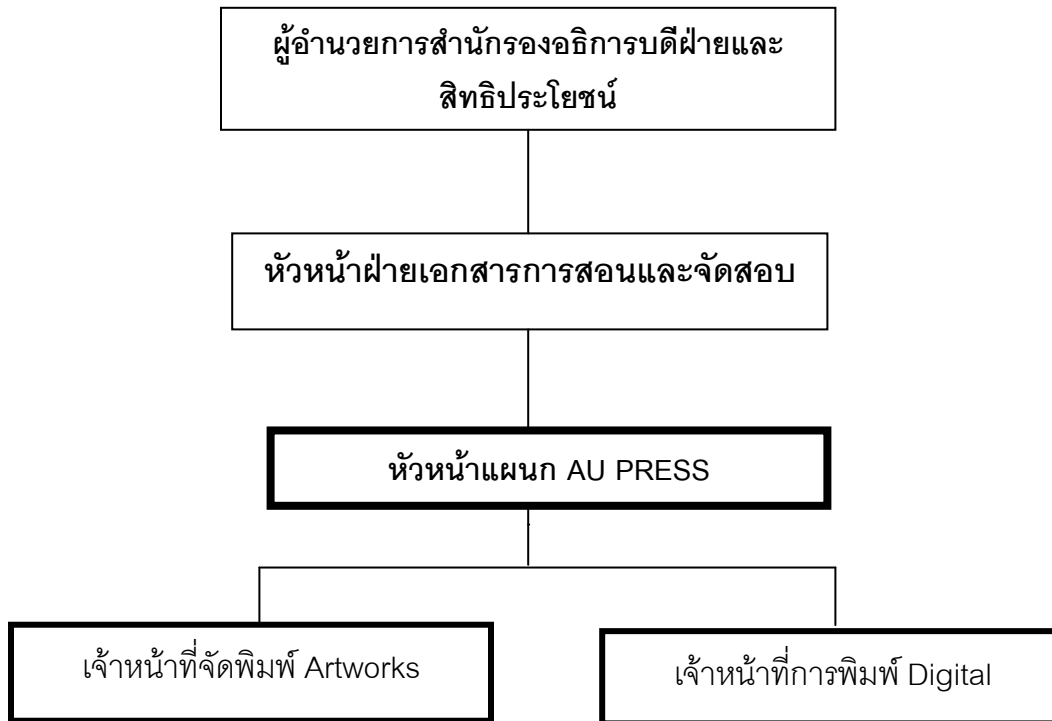 ผู้อำนวยการสำนักรองอธิการบดีฝ่ายและ
สิทธิประโยชน์
หัวหน้าฝ่ายเอกสารการสอนและจัดสอบ
หัวหน้าแผนก AU PRESS
เจ้าหน้าที่จัดพิมพ์ Artworks
เจ้าหน้าที่การพิมพ์ Digital